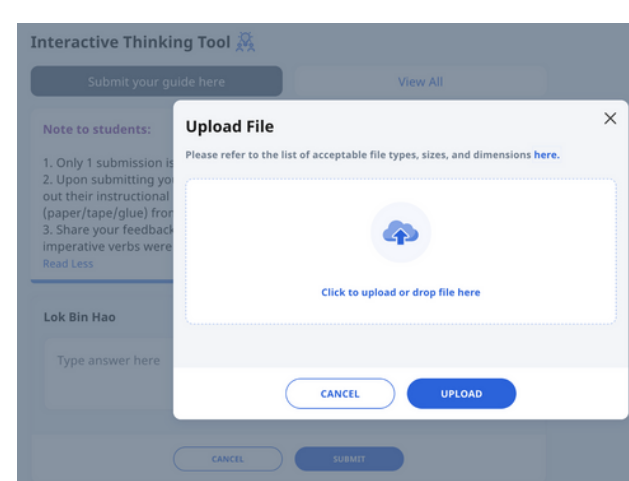 Interactive Thinking Tool
Submit your guide here
View All
Note to students:
1. Only 1 submission is
2. Upon submitting
out their instructional
(paper/tape/glue)
3. Share your feedback
imperative verbs were
Read Less
Lok Bin Hao
Type answer here
CANCEL
SUBMIT
Upload File
Please refer to the list of acceptable file types, sizes, and dimensions here.
Click to upload or drop file here
CANCEL
UPLOAD